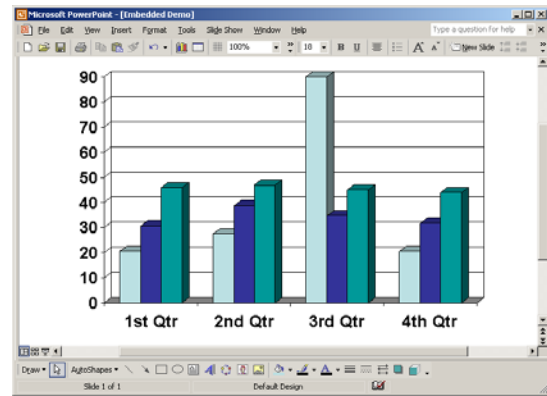 Microsoft PowerPoint - [Embedded Demo]
File Edit View Insert Format Tools Slide Show Window Help Type a question for help
100% 18 B U A A New Slide
90
80
70
60
50
40
30
20
10
0
1st Qtr 2nd Qtr 3rd Qtr 4th Qtr
Draw AutoShapes A A
Slide 1 of 1 Default Design